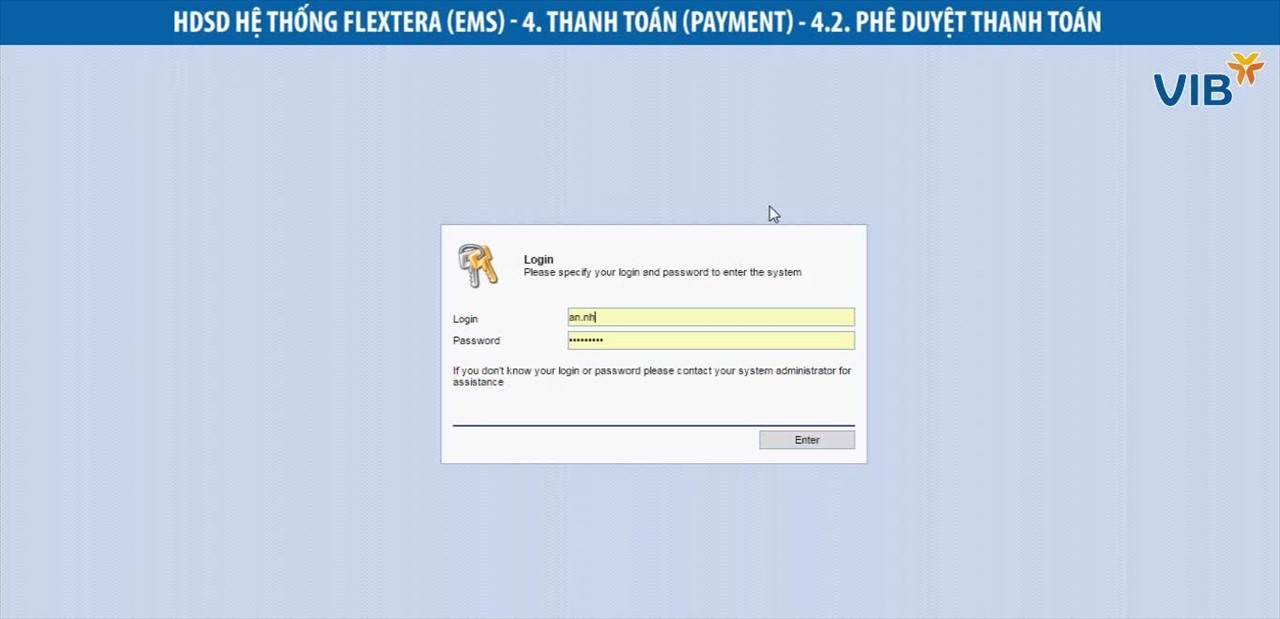 HDSD HỆ THỐNG FLEXTERA (EMS) - 4. THANH TOÁN (PAYMENT) - 4.2. PHÊ DUYỆT THANH TOÁN
VIB
Login
Please specify your login and password to enter the system
Login an.nh
Password •••••••••
If you don't know your login or password please contact your system administrator for
assistance
Enter